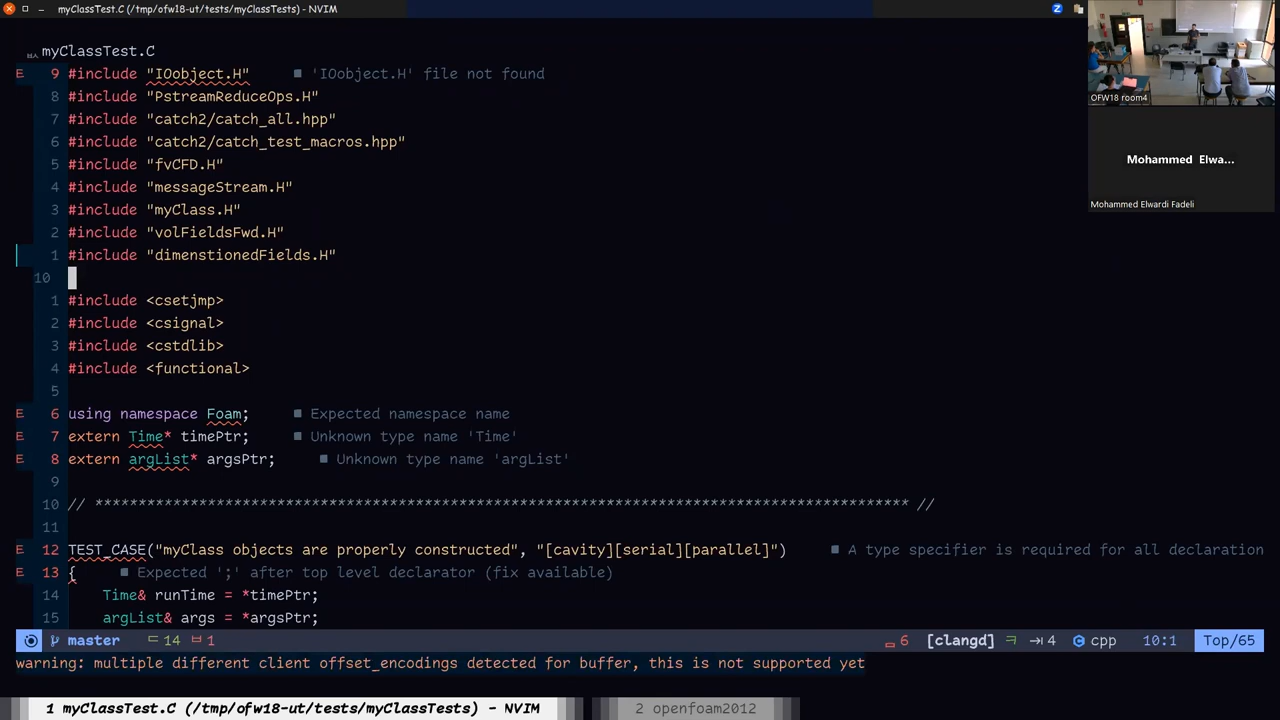 myClassTest.C (/tmp/ofw18-ut/tests/myClassTests) - NVIM
myClassTest.C
E 9 #include "IOobject.H" ■ 'IOobject.H' file not found
8 #include "PstreamReduceOps.H"
7 #include "catch2/catch_all.hpp"
6 #include "catch2/catch_test_macros.hpp"
5 #include "fvCFD.H"
4 #include "messageStream.H"
3 #include "myClass.H"
2 #include "volFieldsFwd.H"
1 #include "dimenstionedFields.H"
10
1 #include <csetjmp>
2 #include <csignal>
3 #include <cstdlib>
4 #include <functional>
5
E 6 using namespace Foam; ■ Expected namespace name
E 7 extern Time* timePtr; ■ Unknown type name 'Time'
E 8 extern argList* argsPtr; ■ Unknown type name 'argList'
9
10 // ********************************************************************************************** //
11
E 12 TEST_CASE("myClass objects are properly constructed", "[cavity][serial][parallel]") ■ A type specifier is required for all declaration
E 13 { ■ Expected ';' after top level declarator (fix available)
14 Time& runTime = *timePtr;
15 argList& args = *argsPtr;
master 14 1 6 [clangd] 4 cpp 10:1 Top/65
warning: multiple different client offset_encodings detected for buffer, this is not supported yet
1 myClassTest.C (/tmp/ofw18-ut/tests/myClassTests) - NVIM 2 openfoam2012
OFW18 room4
Mohammed Elwa...
Mohammed Elwardi Fadeli